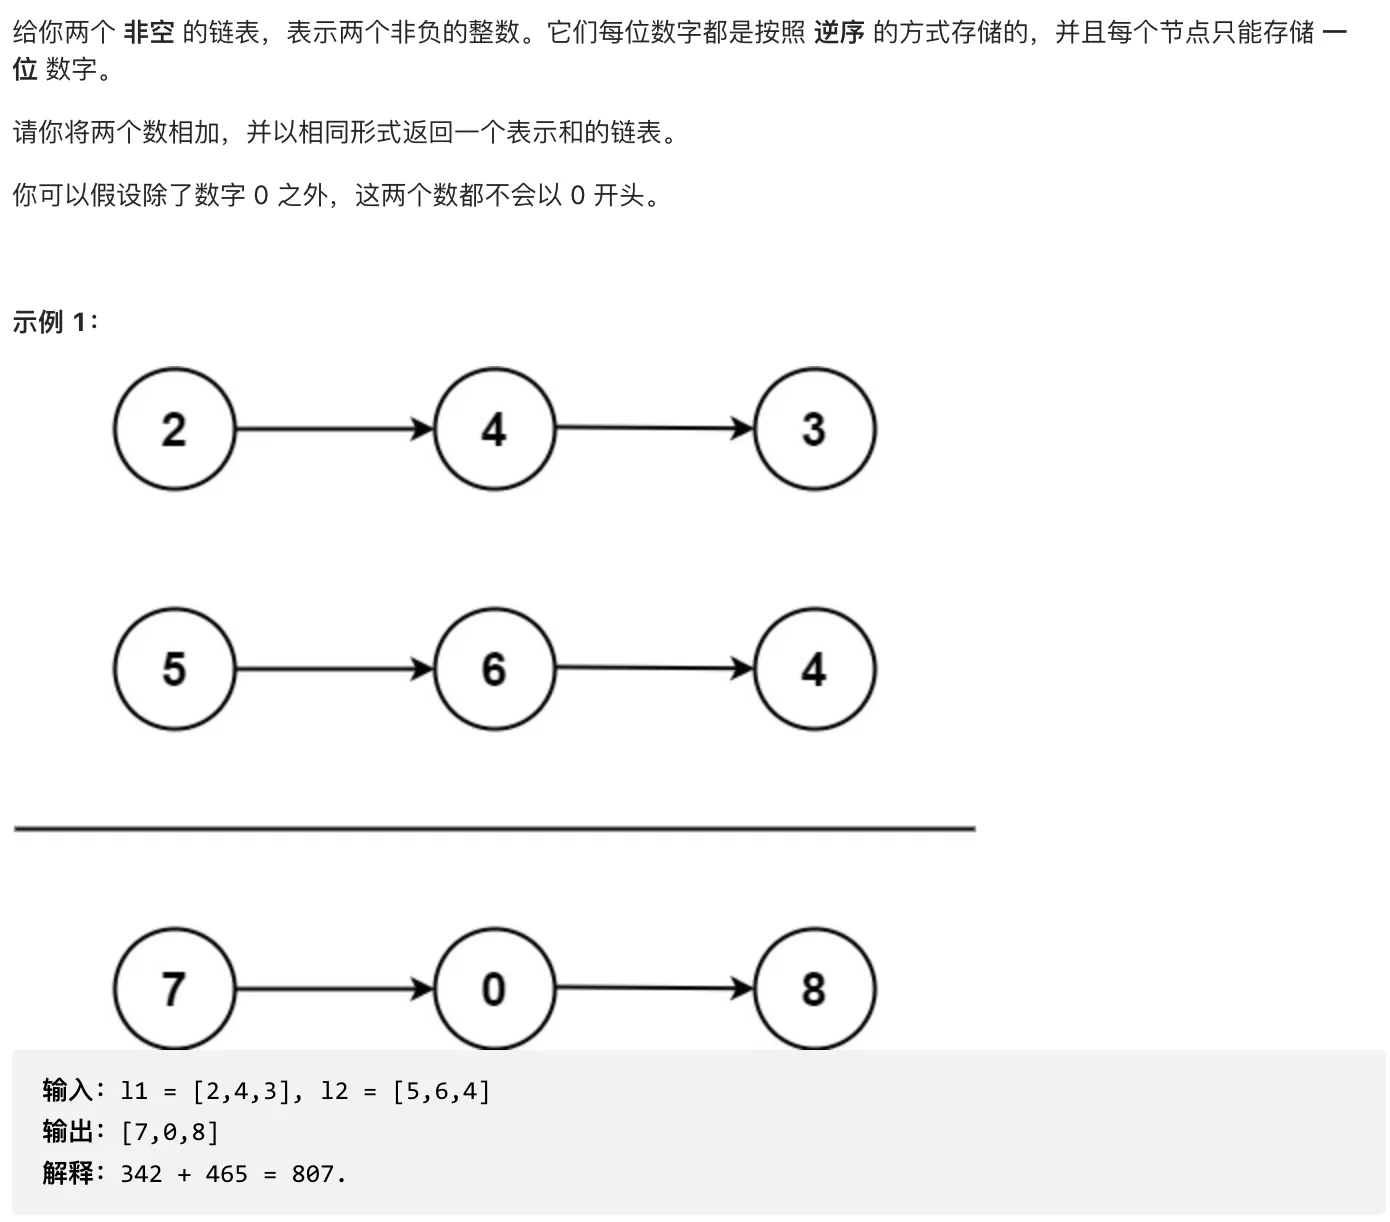 给你两个 非空 的链表，表示两个非负的整数。它们每位数字都是按照 逆序 的方式存储的，并且每个节点只能存储 一
位 数字。
请你将两个数相加，并以相同形式返回一个表示和的链表。
你可以假设除了数字 0 之外，这两个数都不会以 0 开头。
示例 1：
2 4 3
5 6 4
7 0 8
输入：l1 = [2,4,3], l2 = [5,6,4]
输出：[7,0,8]
解释：342 + 465 = 807.